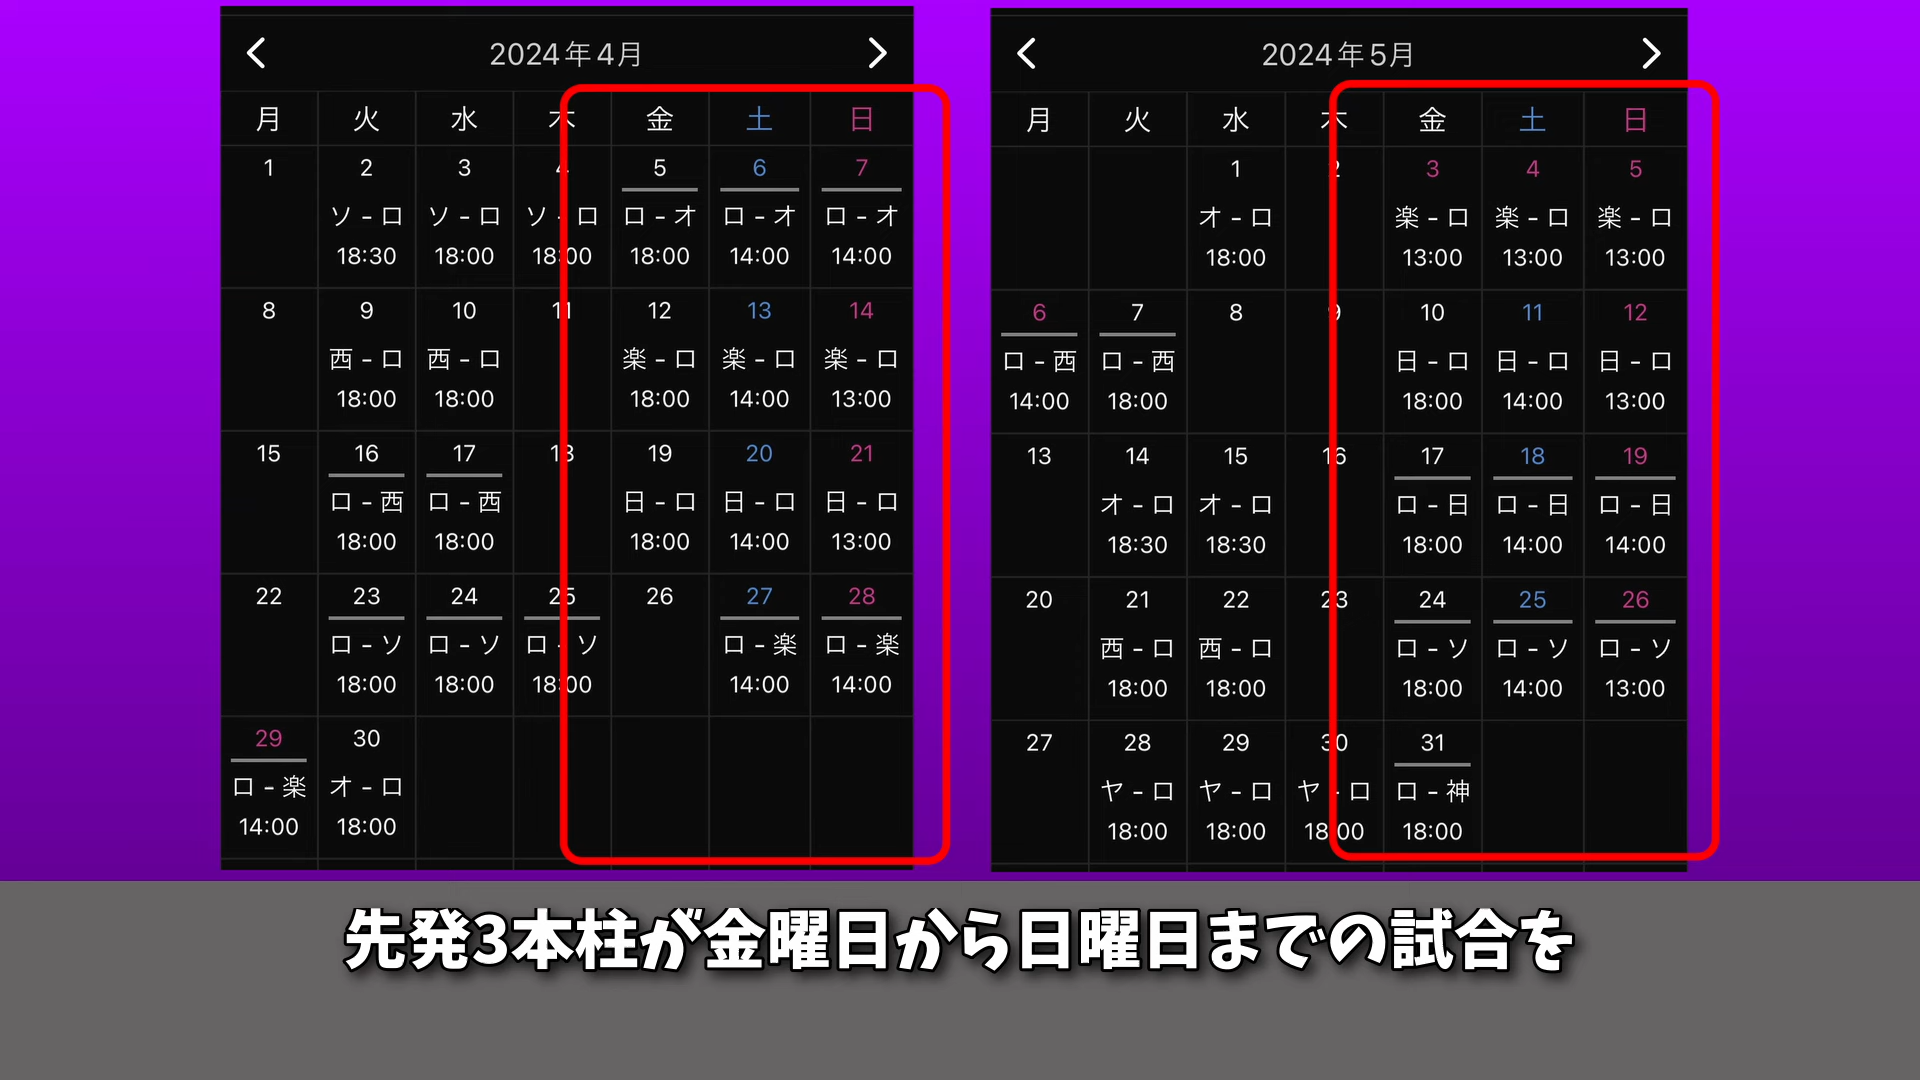 2024年4月
月 火 水 木 金 土 日
1 2 3 4 5 6 7
ソ - ロ ソ - ロ ソ - ロ ロ - オ ロ - オ ロ - オ
18:30 18:00 18:00 18:00 14:00 14:00
8 9 10 11 12 13 14
西 - ロ 西 - ロ 楽 - ロ 楽 - ロ 楽 - ロ
18:00 18:00 18:00 14:00 13:00
15 16 17 18 19 20 21
ロ - 西 ロ - 西 日 - ロ 日 - ロ 日 - ロ
18:00 18:00 18:00 14:00 13:00
22 23 24 25 26 27 28
ロ - ソ ロ - ソ ロ - ソ ロ - 楽 ロ - 楽
18:00 18:00 18:00 14:00 14:00
29 30
ロ - 楽 オ - ロ
14:00 18:00
2024年5月
月 火 水 木 金 土 日
1 2 3 4 5
オ - ロ 楽 - ロ 楽 - ロ 楽 - ロ
18:00 13:00 13:00 13:00
6 7 8 9 10 11 12
ロ - 西 ロ - 西 日 - ロ 日 - ロ 日 - ロ
14:00 18:00 18:00 14:00 13:00
13 14 15 16 17 18 19
オ - ロ オ - ロ ロ - 日 ロ - 日 ロ - 日
18:30 18:30 18:00 14:00 14:00
20 21 22 23 24 25 26
西 - ロ 西 - ロ ロ - ソ ロ - ソ ロ - ソ
18:00 18:00 18:00 14:00 13:00
27 28 29 30 31
ヤ - ロ ヤ - ロ ヤ - ロ ロ - 神
18:00 18:00 18:00 18:00
先発3本柱が金曜日から日曜日までの試合を